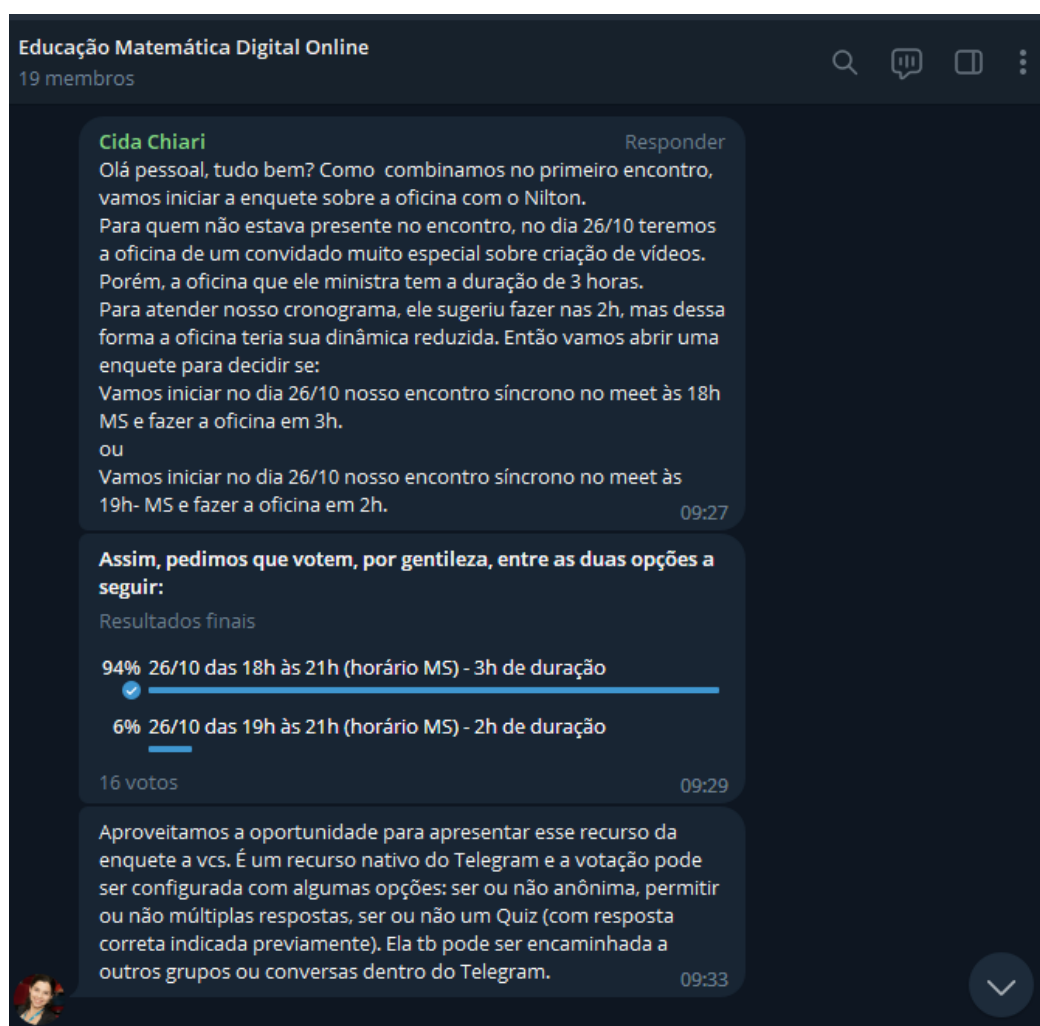 Educação Matemática Digital Online
19 membros
Cida Chiari
Responder
Olá pessoal, tudo bem? Como combinamos no primeiro encontro,
vamos iniciar a enquete sobre a oficina com o Nilton.
Para quem não estava presente no encontro, no dia 26/10 teremos
a oficina de um convidado muito especial sobre criação de vídeos.
Porém, a oficina que ele ministra tem a duração de 3 horas.
Para atender nosso cronograma, ele sugeriu fazer nas 2h, mas dessa
forma a oficina teria sua dinâmica reduzida. Então vamos abrir uma
enquete para decidir se:
Vamos iniciar no dia 26/10 nosso encontro síncrono no meet às 18h
MS e fazer a oficina em 3h.
ou
Vamos iniciar no dia 26/10 nosso encontro síncrono no meet às
19h- MS e fazer a oficina em 2h.
09:27
Assim, pedimos que votem, por gentileza, entre as duas opções a
seguir:
Resultados finais
94% 26/10 das 18h às 21h (horário MS) - 3h de duração
6% 26/10 das 19h às 21h (horário MS) - 2h de duração
16 votos
09:29
Aproveitamos a oportunidade para apresentar esse recurso da
enquete a vcs. É um recurso nativo do Telegram e a votação pode
ser configurada com algumas opções: ser ou não anônima, permitir
ou não múltiplas respostas, ser ou não um Quiz (com resposta
correta indicada previamente). Ela tb pode ser encaminhada a
outros grupos ou conversas dentro do Telegram.
09:33